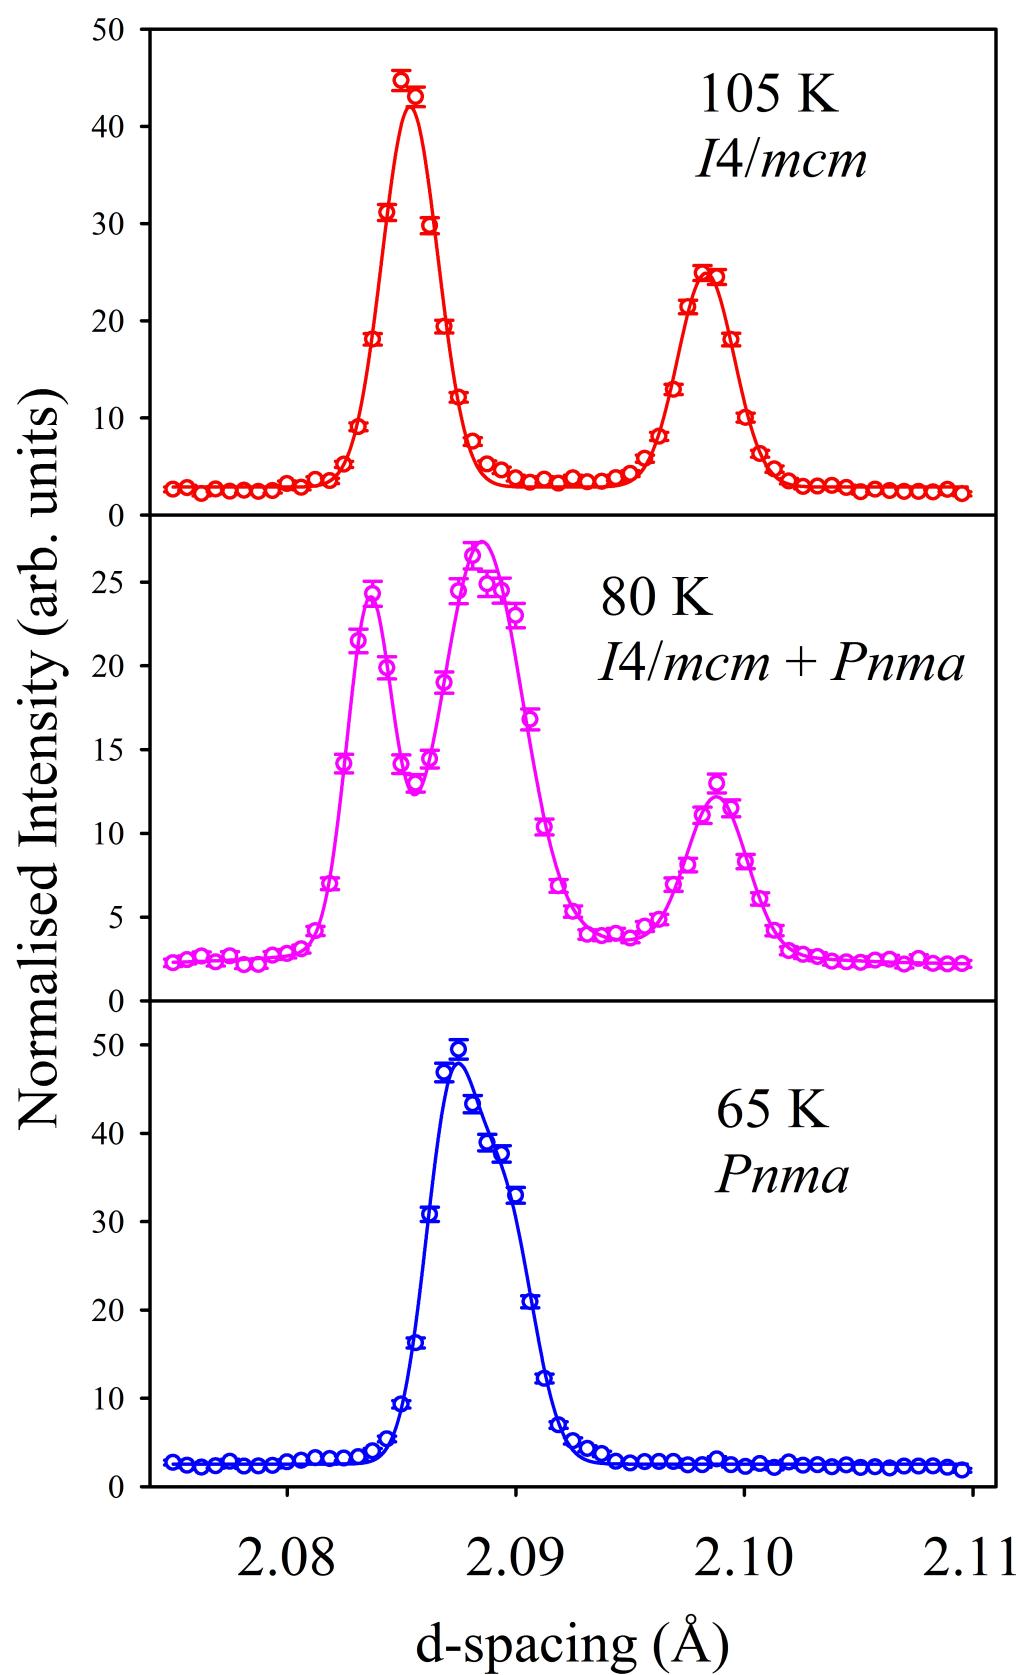 50
40
30
20
10
0
105 K
I4/mcm
25
20
15
10
5
0
80 K
I4/mcm + Pnma
50
40
30
20
10
0
65 K
Pnma
Normalised Intensity (arb. units)
2.08 2.09 2.10 2.11
d-spacing (Å)